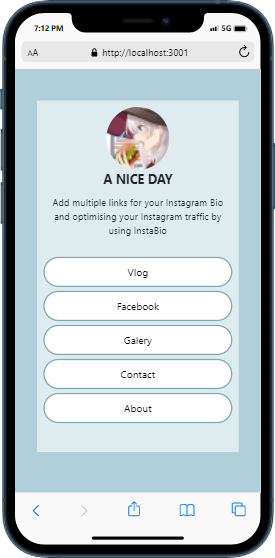 7:12 PM
5G
AA
http://localhost:3001
A NICE DAY
Add multiple links for your Instagram Bio
and optimising your Instagram traffic by
using InstaBio
Vlog
Facebook
Galery
Contact
About